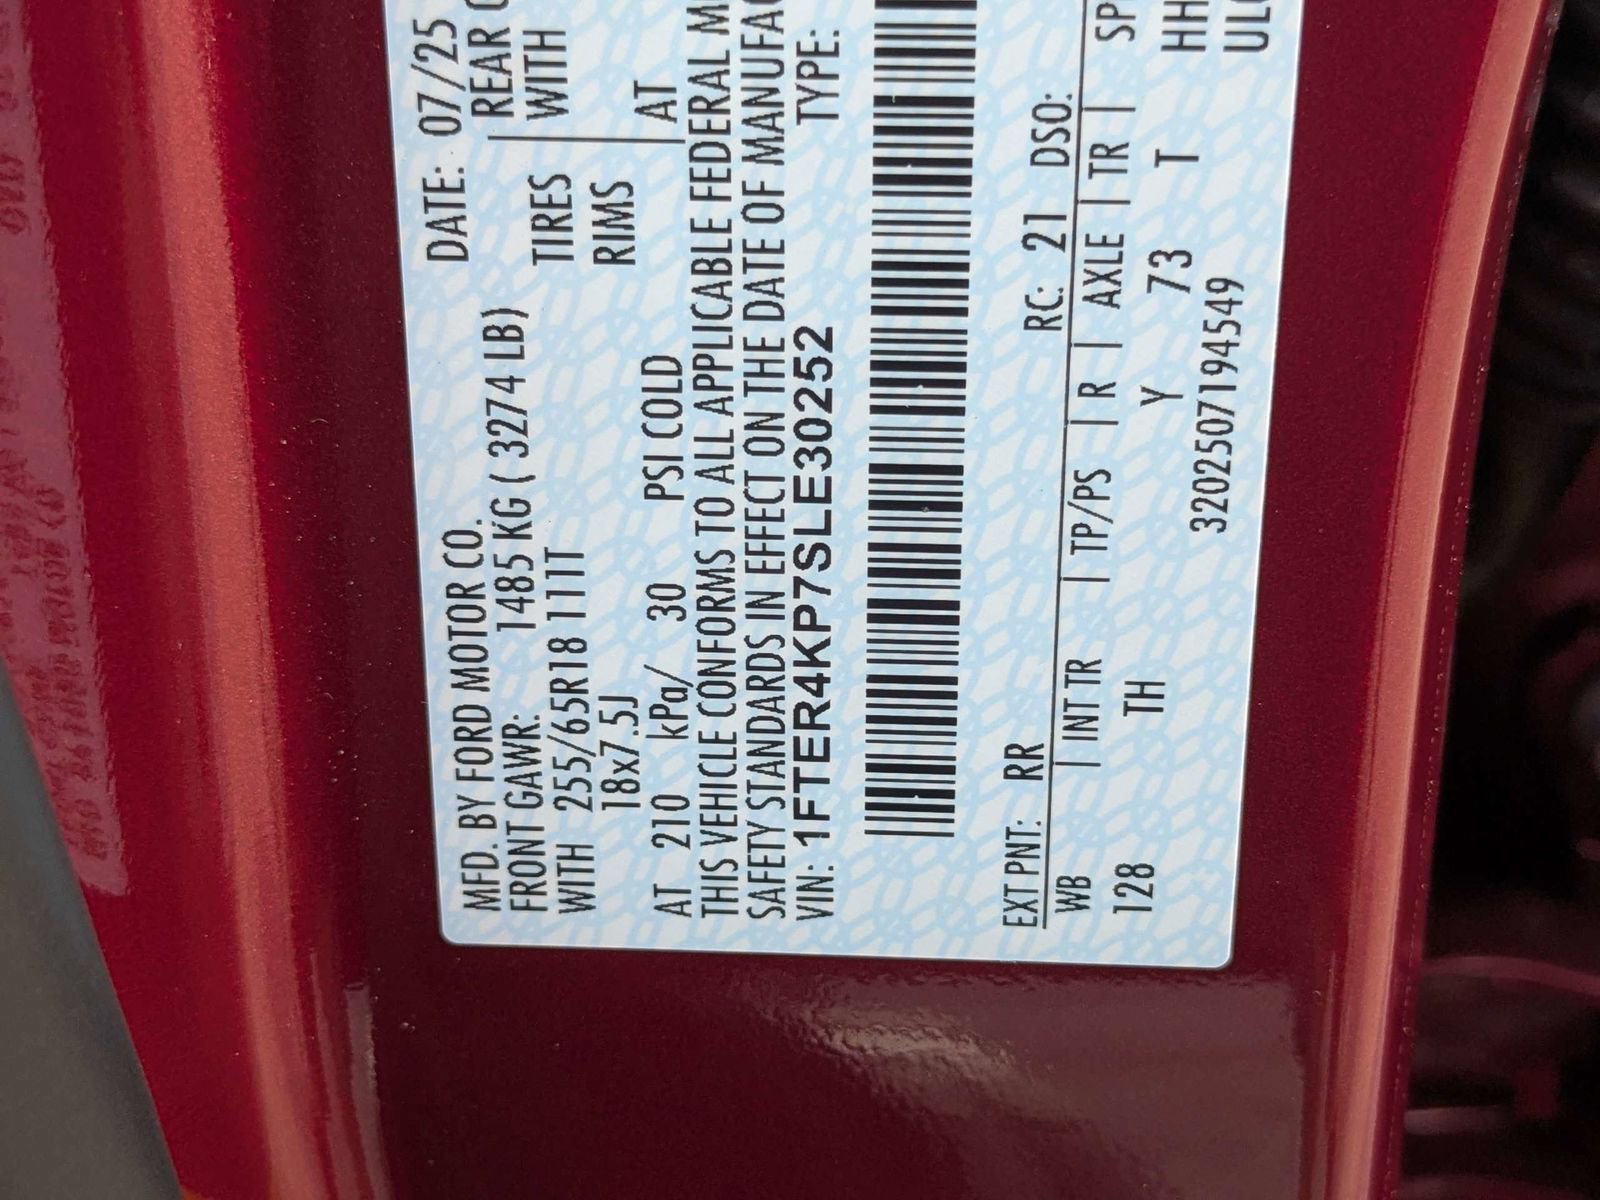 MFD. BY FORD MOTOR CO.
DATE: 07/25
FRONT GAWR: 1485 KG ( 3274 LB)
REAR
WITH 255/65R18 111T
TIRES
WITH
18x7.5J
RIMS
AT 210 kPa/ 30 PSI COLD
AT
THIS VEHICLE CONFORMS TO ALL APPLICABLE FEDERAL
SAFETY STANDARDS IN EFFECT ON THE DATE OF
VIN: 1FTER4KP7SLE30252
TYPE:
EXT PNT: RR
RC: 21 DSO:
WB | INT TR | TP/PS | R | AXLE | TR |
128 TH Y 73 T
32025071945​49